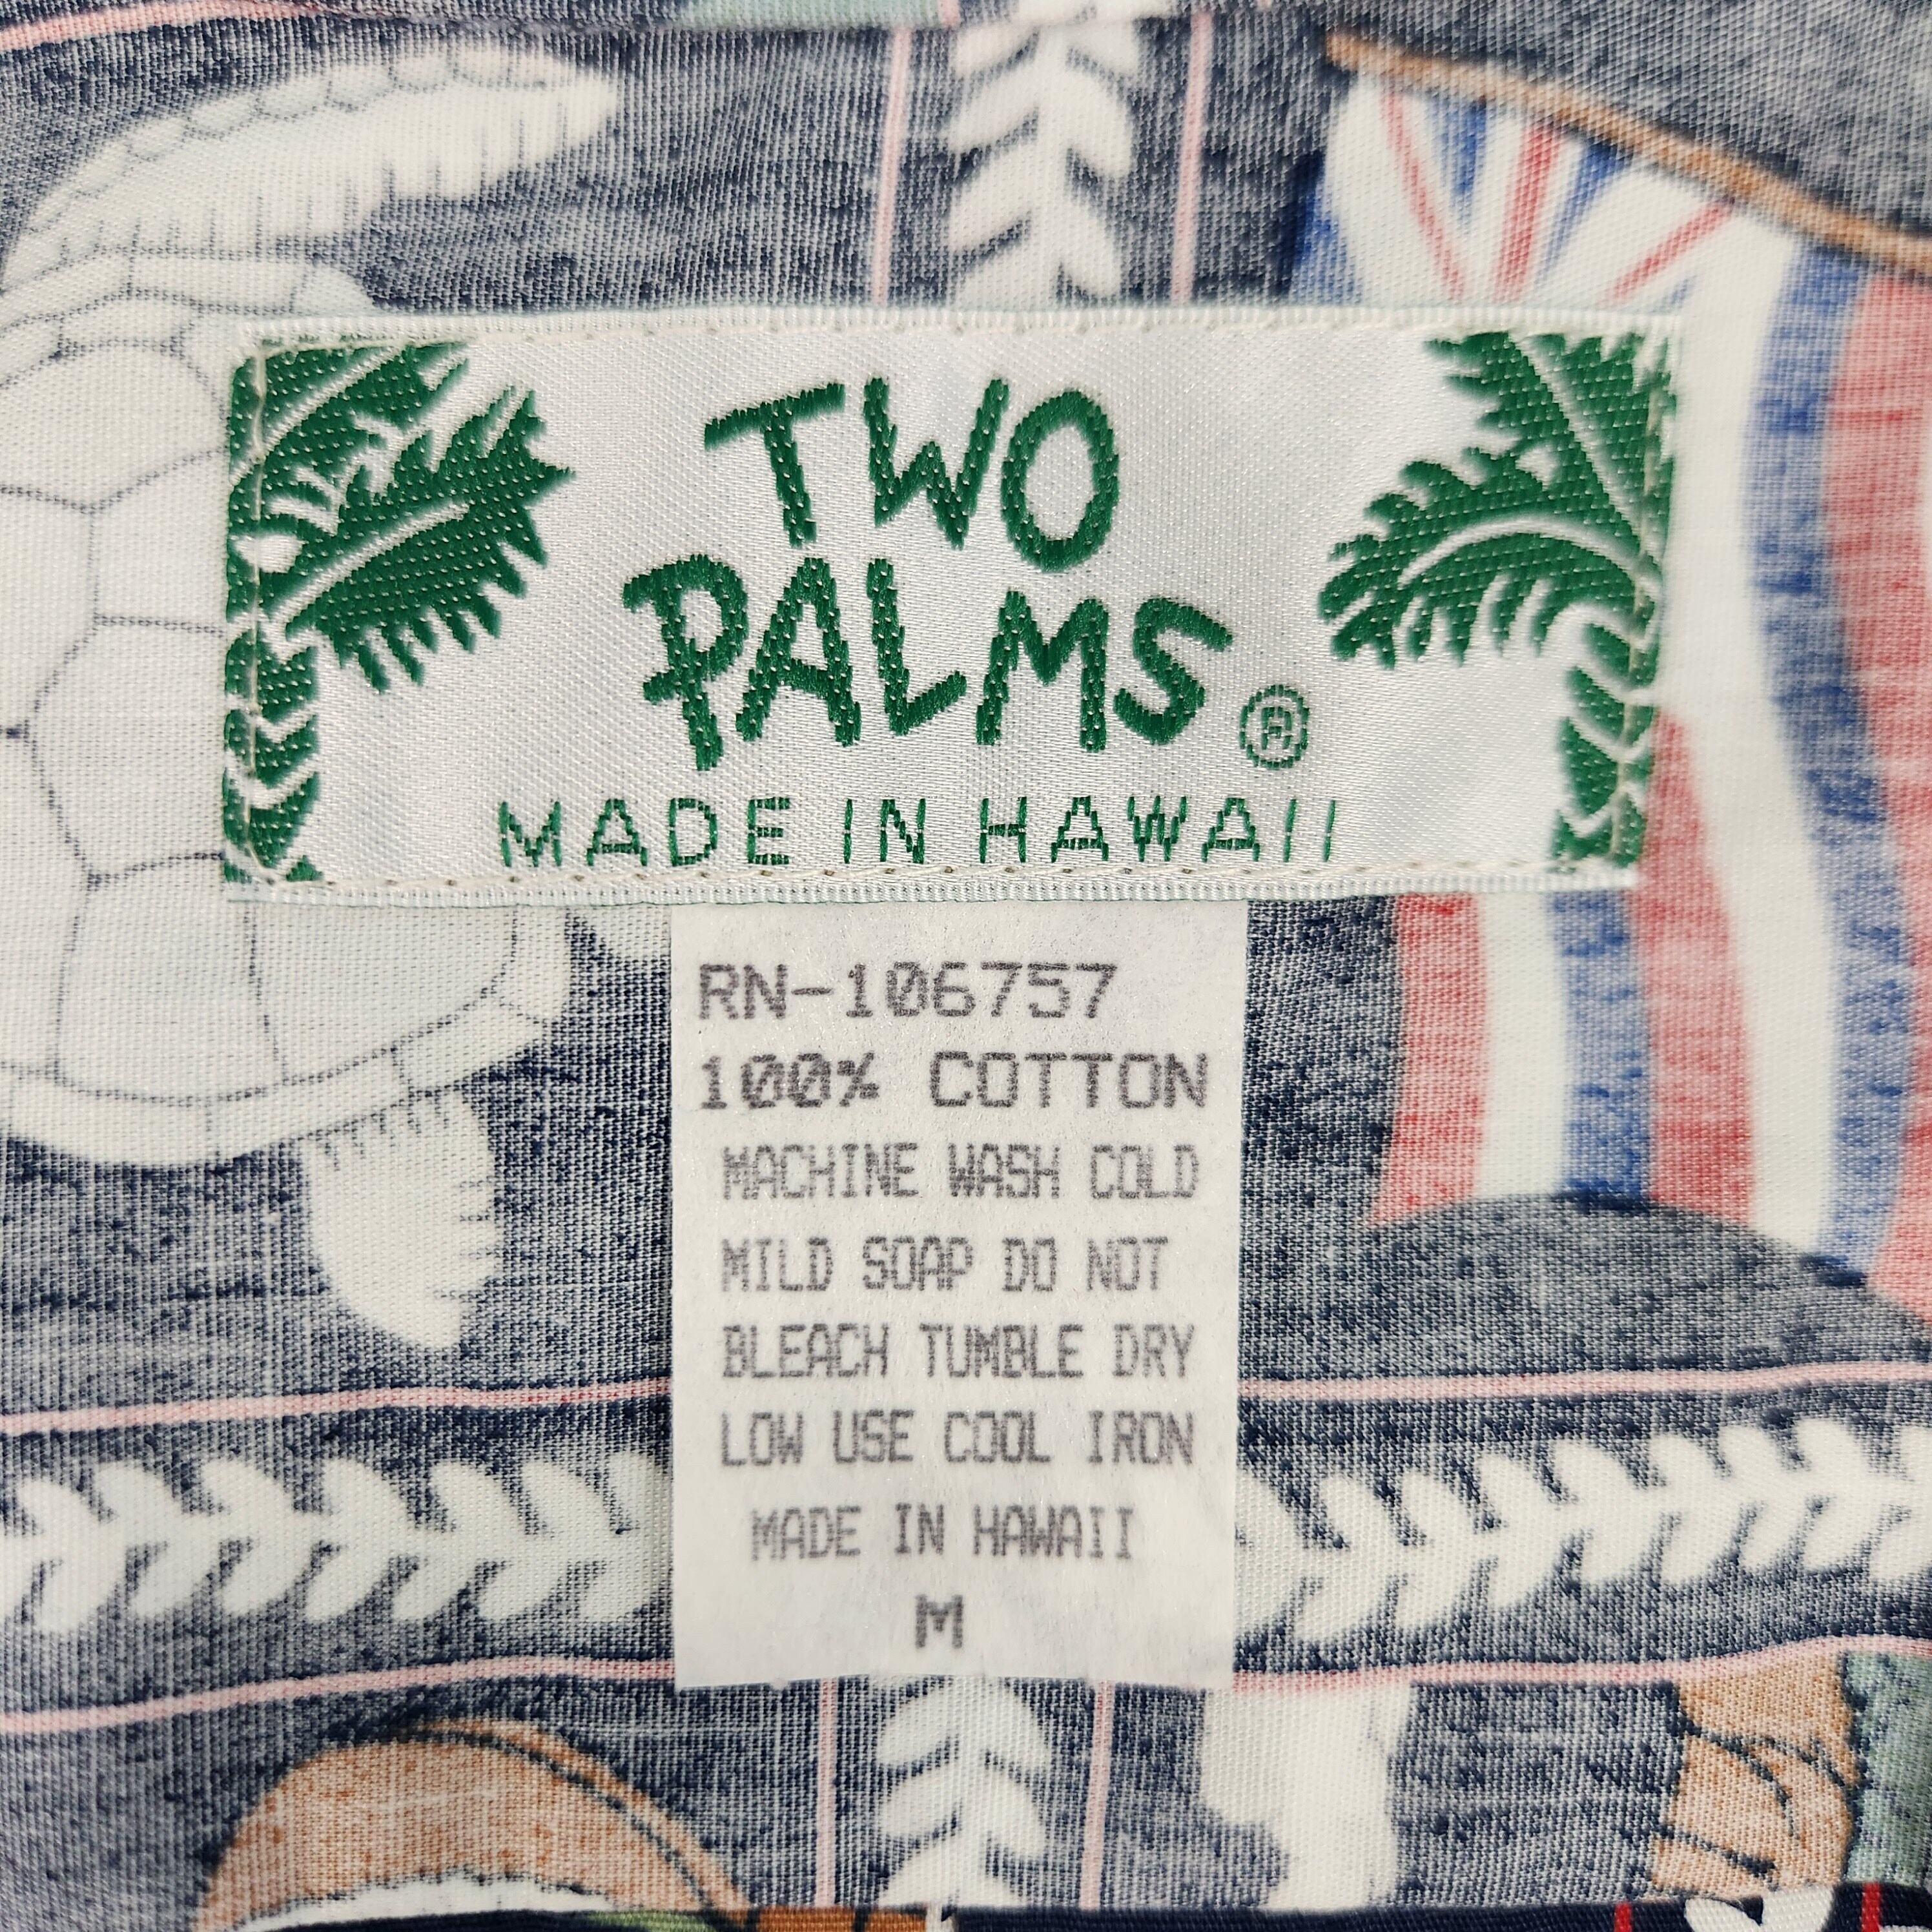 TWO
PALMS®
MADE IN HAWAII
RN-106757
100% COTTON
MACHINE WASH COLD
MILD SOAP DO NOT
BLEACH TUMBLE DRY
LOW USE COOL IRON
MADE IN HAWAII
M